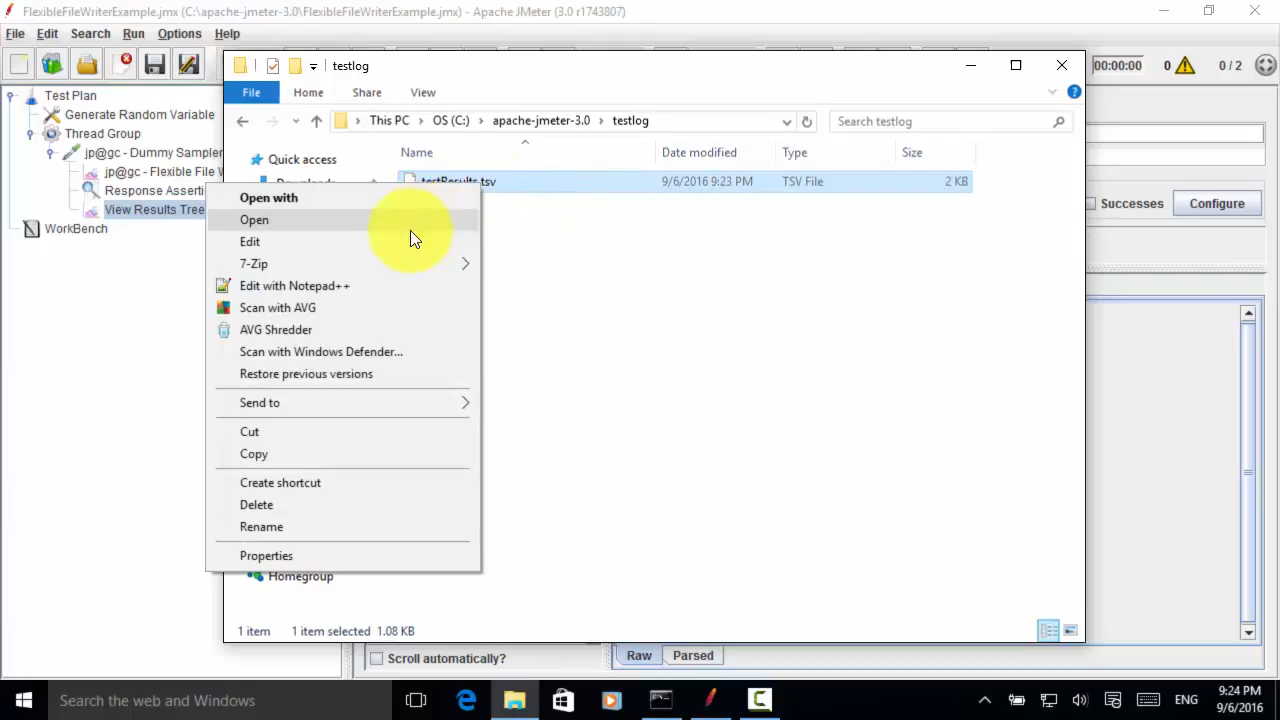 FlexibleFileWriterExample.jmx (C:\apache-jmeter-3.0\FlexibleFileWriterExample.jmx) - Apache JMeter (3.0 r1743807)
File Edit Search Run Options Help
00:00:00 0 0 / 2
testlog
File Home Share View
This PC OS (C:) apache-jmeter-3.0 testlog Search testlog
Name Date modified Type Size
testResults.tsv 9/6/2016 9:23 PM TSV File 2 KB
Quick access
Test Plan
Generate Random Variable
Thread Group
jp@gc - Dummy Sampler
jp@gc - Flexible File
Response Asserti
View Results Tree
WorkBench
Successes Configure
Open with
Open
Edit
7-Zip
Edit with Notepad++
Scan with AVG
AVG Shredder
Scan with Windows Defender...
Restore previous versions
Send to
Cut
Copy
Create shortcut
Delete
Rename
Properties
Homegroup
1 item 1 item selected 1.08 KB
Scroll automatically? Raw Parsed
Search the web and Windows
ENG 9:24 PM
9/6/2016